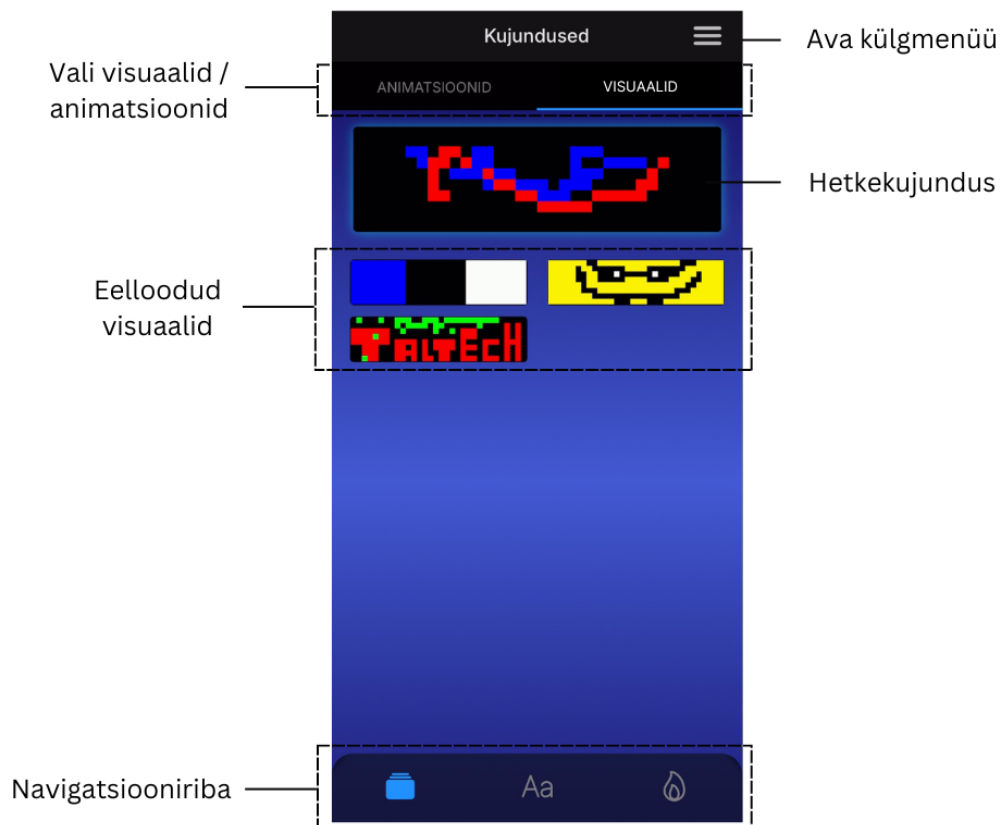 Kujundused
Ava külgmenüü
Vali visuaalid /
animatsioonid
ANIMATSIOONID
VISUAALID
Hetkekujundus
Eelloodud
visuaalid
TALTECH
Navigatsiooniriba
Aa